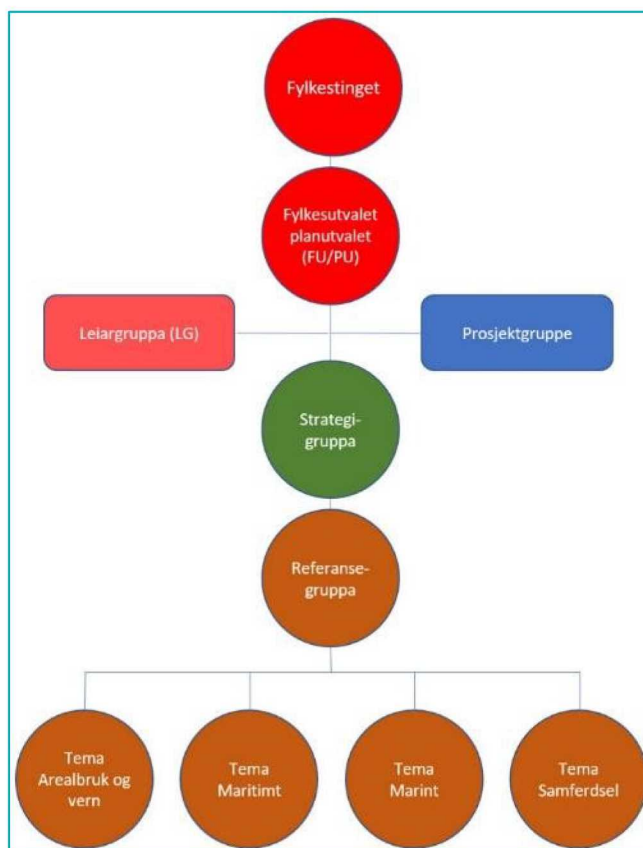 Fylkestinget
Fylkesutvalet
planutvalet
(FU/PU)
Leiargruppa (LG)
Prosjektgruppe
Strategi-
gruppa
Referanse-
gruppa
Tema
Arealbruk og
vern
Tema
Maritimt
Tema
Marint
Tema
Samferdsel